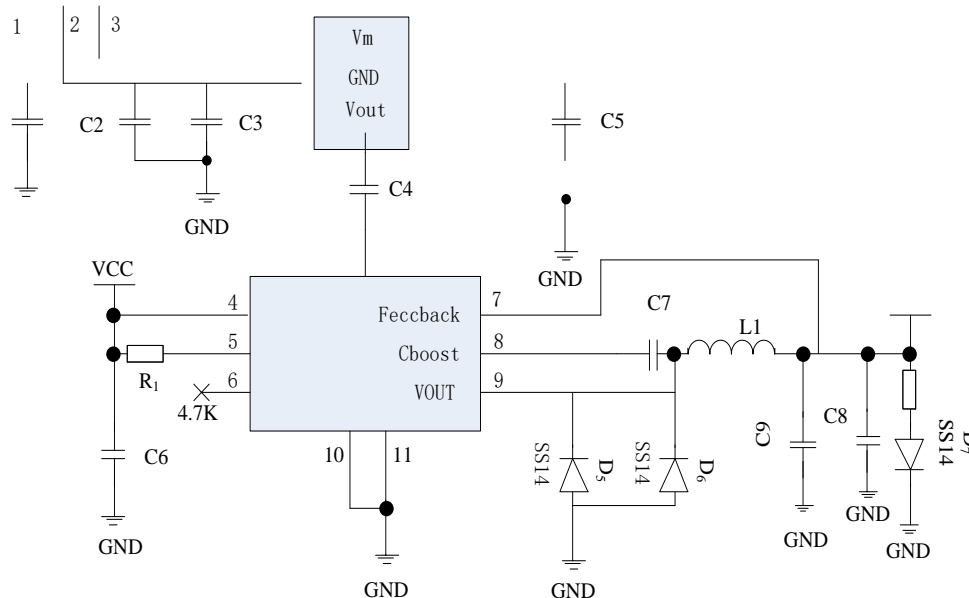 1
2
3
Vm
GND
Vout
C2
C3
C5
C4
GND
GND
VCC
4
Feccback
7
C7
L1
5
Cboost
8
R1
6
VOUT
9
4.7K
C6
10
11
SS14
D5
SS14
D6
C9
C8
SS14
D7
GND
GND
GND
GND
GND
GND